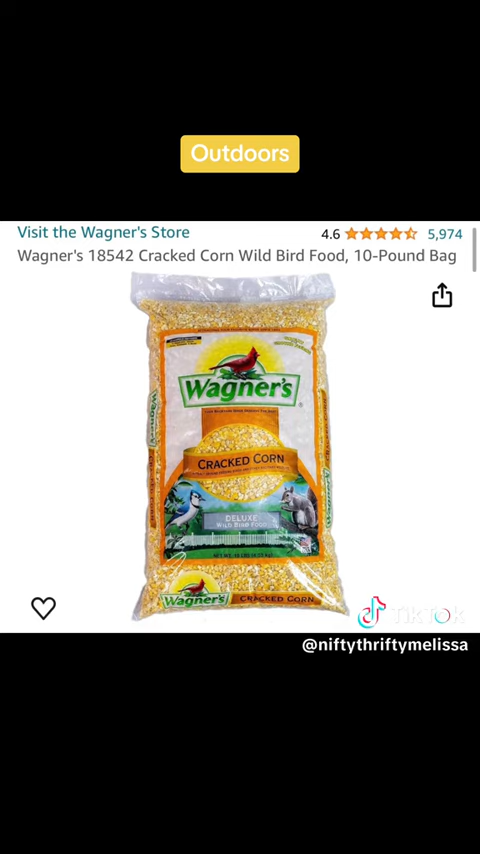 Outdoors
Visit the Wagner's Store
4.6 5,974
Wagner's 18542 Cracked Corn Wild Bird Food, 10-Pound Bag
Wagner's
CRACKED CORN
DELUXE
WILD BIRD FOOD
Wagner's
CRACKED CORN
TikTok
@niftythriftymelissa